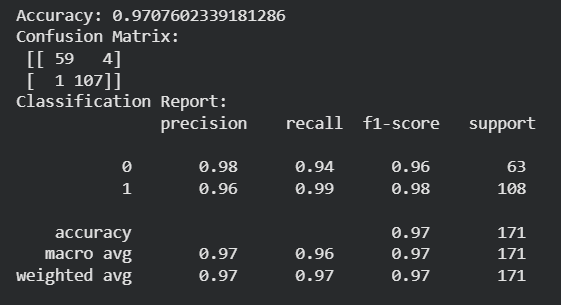 Accuracy: 0.9707602339181286
Confusion Matrix:
[[ 59   4]
[  1 107]]
Classification Report:
precision    recall  f1-score   support
0       0.98      0.94      0.96        63
1       0.96      0.99      0.98       108
accuracy                           0.97       171
macro avg       0.97      0.96      0.97       171
weighted avg       0.97      0.97      0.97       171